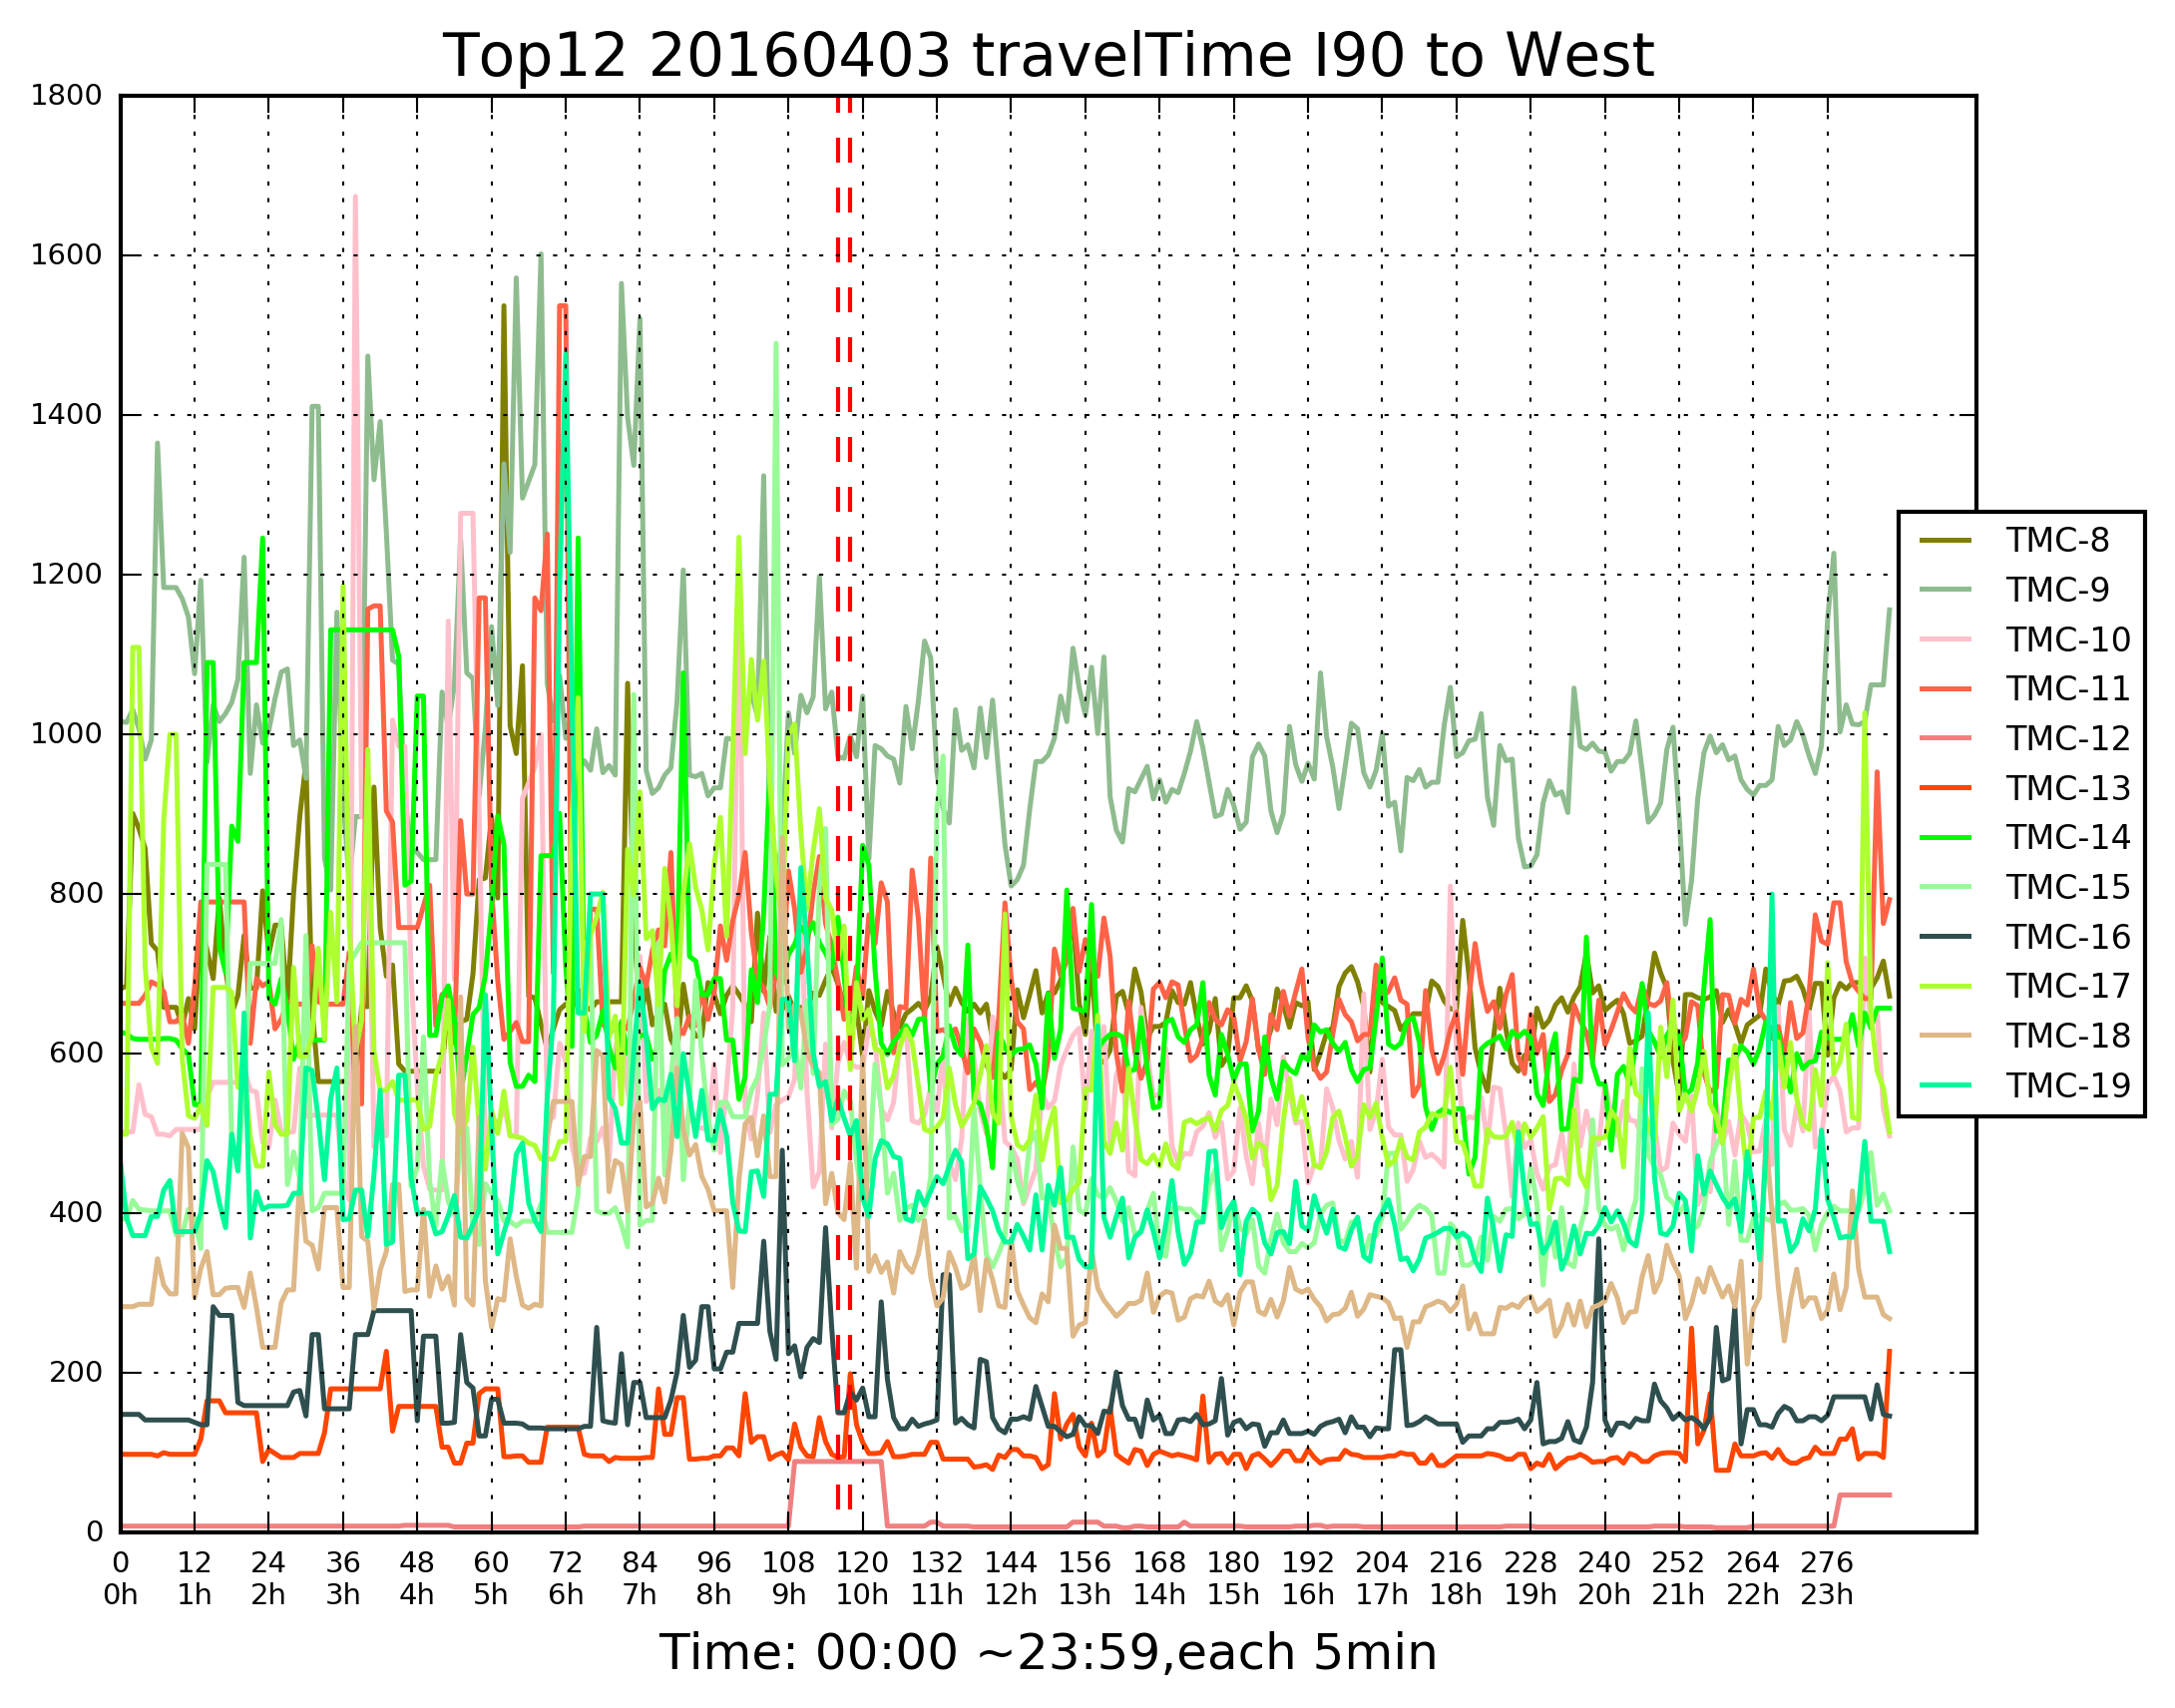 Top12 20160403 travelTime I90 to West
1800
1600
1400
1200
1000
800
600
400
200
0
TMC-8
TMC-9
TMC-10
TMC-11
TMC-12
TMC-13
TMC-14
TMC-15
TMC-16
TMC-17
TMC-18
TMC-19
0 12 24 36 48 60 72 84 96 108 120 132 144 156 168 180 192 204 216 228 240 252 264 276
0h 1h 2h 3h 4h 5h 6h 7h 8h 9h 10h 11h 12h 13h 14h 15h 16h 17h 18h 19h 20h 21h 22h 23h
Time: 00:00 ~23:59,each 5min